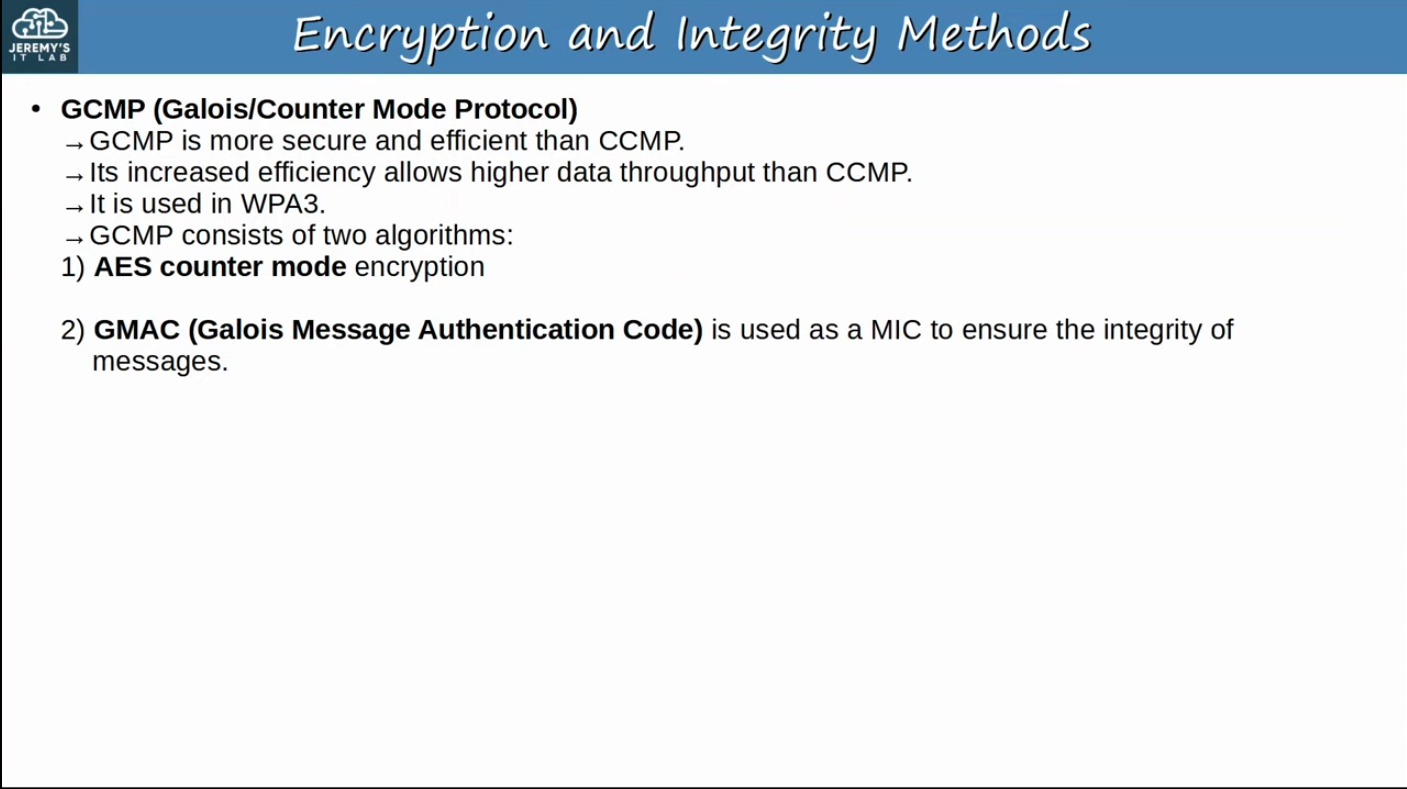 JEREMY'S
IT LAB
Encryption and Integrity Methods
• GCMP (Galois/Counter Mode Protocol)
→GCMP is more secure and efficient than CCMP.
→Its increased efficiency allows higher data throughput than CCMP.
→It is used in WPA3.
→GCMP consists of two algorithms:
1) AES counter mode encryption
2) GMAC (Galois Message Authentication Code) is used as a MIC to ensure the integrity of
messages.